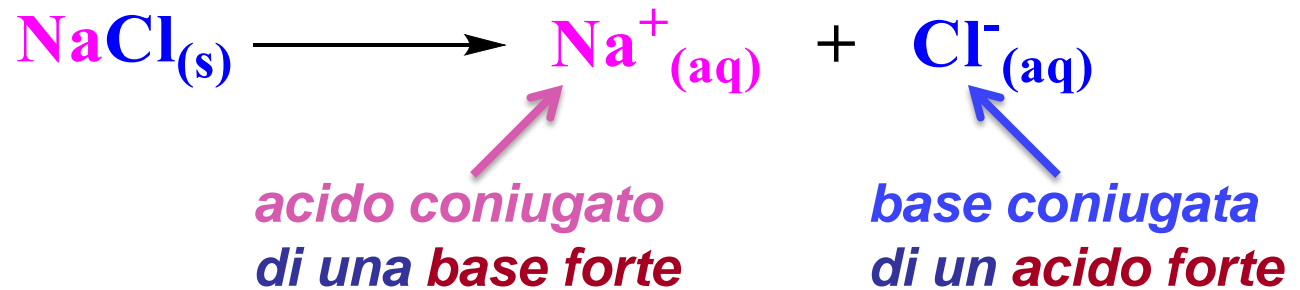 NaCl(s) ⟶ Na⁺(aq) + Cl⁻(aq)
acido coniugato base coniugata
di una base forte di un acido forte